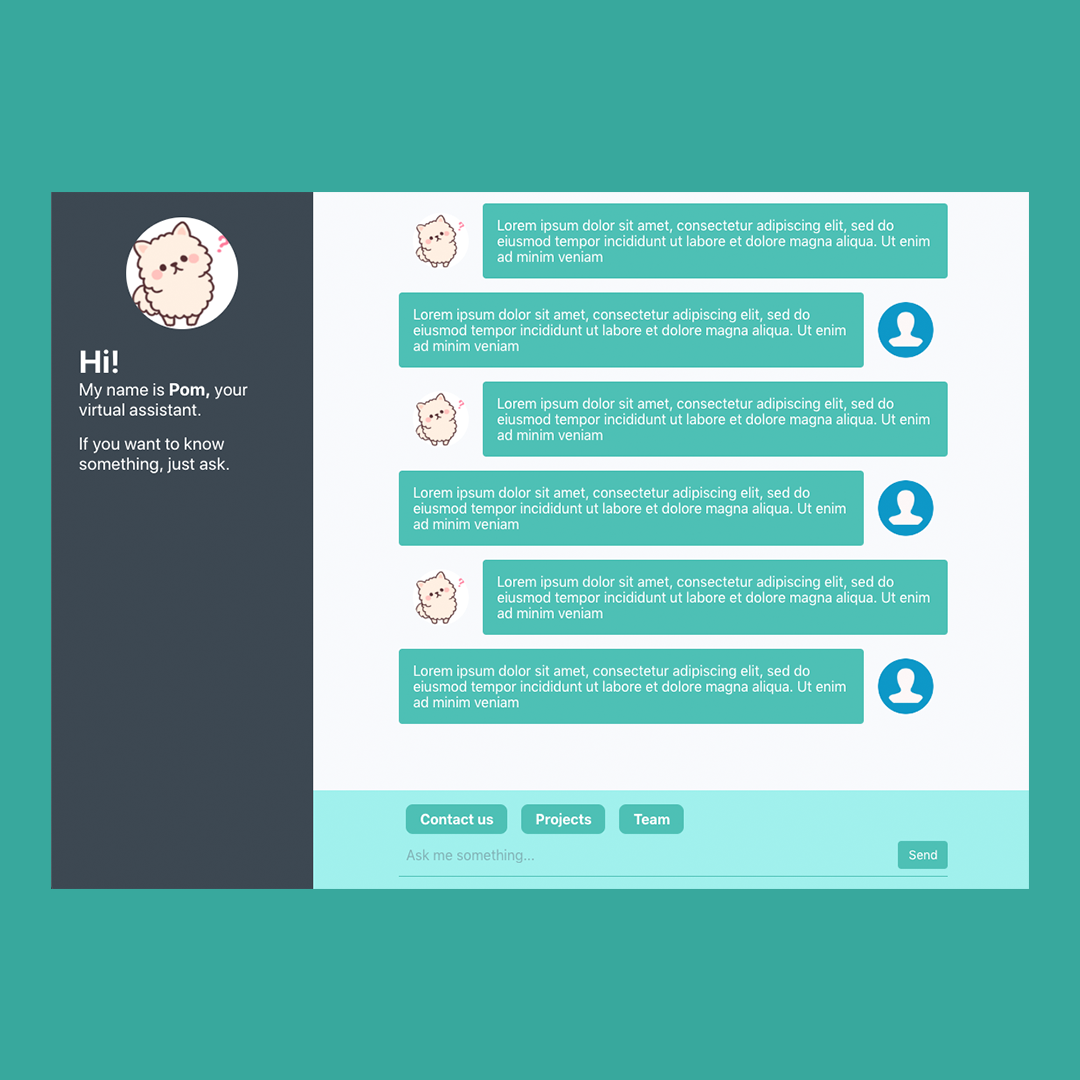 Hi!
My name is Pom, your
virtual assistant.
If you want to know
something, just ask.
Lorem ipsum dolor sit amet, consectetur adipiscing elit, sed do
eiusmod tempor incididunt ut labore et dolore magna aliqua. Ut enim
ad minim veniam
Lorem ipsum dolor sit amet, consectetur adipiscing elit, sed do
eiusmod tempor incididunt ut labore et dolore magna aliqua. Ut enim
ad minim veniam
Lorem ipsum dolor sit amet, consectetur adipiscing elit, sed do
eiusmod tempor incididunt ut labore et dolore magna aliqua. Ut enim
ad minim veniam
Lorem ipsum dolor sit amet, consectetur adipiscing elit, sed do
eiusmod tempor incididunt ut labore et dolore magna aliqua. Ut enim
ad minim veniam
Lorem ipsum dolor sit amet, consectetur adipiscing elit, sed do
eiusmod tempor incididunt ut labore et dolore magna aliqua. Ut enim
ad minim veniam
Lorem ipsum dolor sit amet, consectetur adipiscing elit, sed do
eiusmod tempor incididunt ut labore et dolore magna aliqua. Ut enim
ad minim veniam
Contact us Projects Team
Ask me something... Send